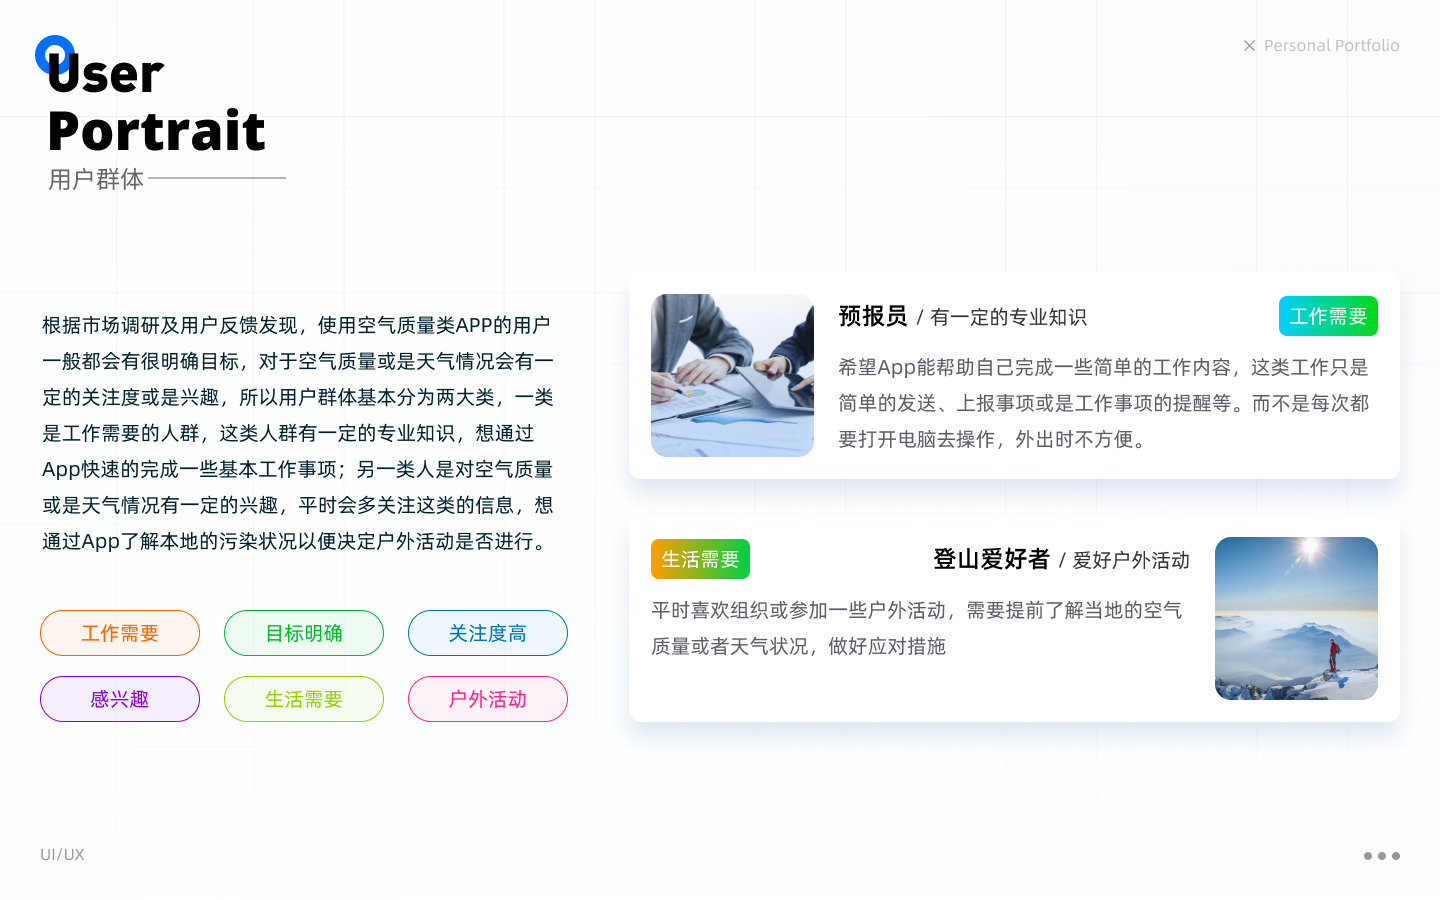 User
Portrait
用户群体
× Personal Portfolio
根据市场调研及用户反馈发现，使用空气质量类APP的用户
一般都会有很明确目标，对于空气质量或是天气情况会有一
定的关注度或是兴趣，所以用户群体基本分为两大类，一类
是工作需要的人群，这类人群有一定的专业知识，想通过
App快速的完成一些基本工作事项；另一类人是对空气质量
或是天气情况有一定的兴趣，平时会多关注这类的信息，想
通过App了解本地的污染状况以便决定户外活动是否进行。
工作需要
目标明确
关注度高
感兴趣
生活需要
户外活动
预报员 / 有一定的专业知识
工作需要
希望App能帮助自己完成一些简单的工作内容，这类工作只是
简单的发送、上报事项或是工作事项的提醒等。而不是每次都
要打开电脑去操作，外出时不方便。
生活需要
登山爱好者 / 爱好户外活动
平时喜欢组织或参加一些户外活动，需要提前了解当地的空气
质量或者天气状况，做好应对措施
UI/UX